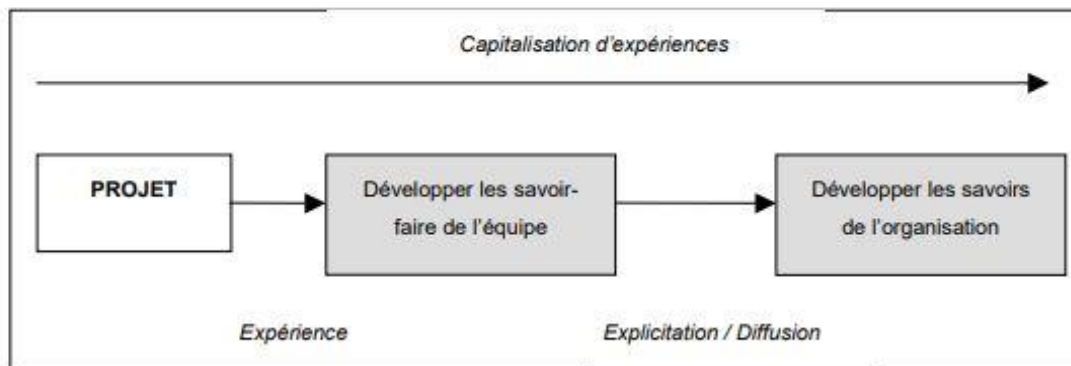 Capitalisation d'expériences
PROJET
Développer les savoir-
faire de l'équipe
Développer les savoirs
de l'organisation
Expérience
Explicitation / Diffusion